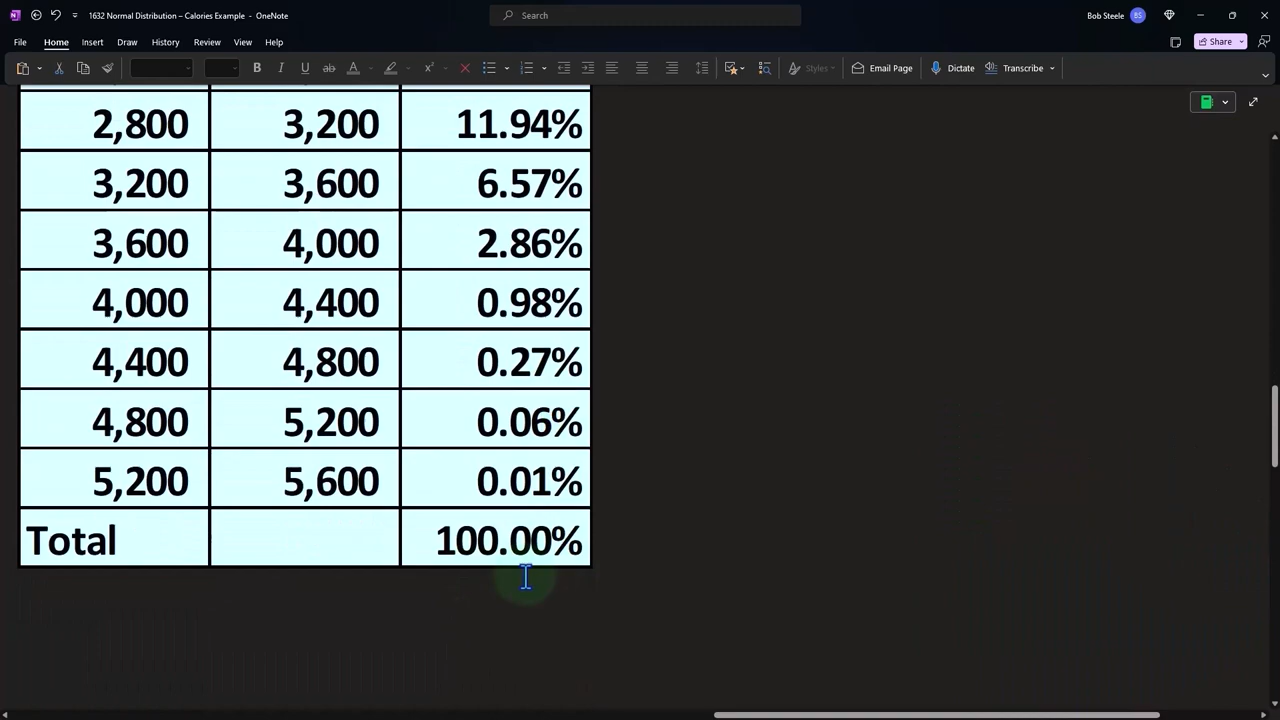 1632 Normal Distribution – Calories Example - OneNote
Search
Bob Steele
BS
File Home Insert Draw History Review View Help
Share
B I U ab A x Styles Email Page Dictate Transcribe
2,800 3,200 11.94%
3,200 3,600 6.57%
3,600 4,000 2.86%
4,000 4,400 0.98%
4,400 4,800 0.27%
4,800 5,200 0.06%
5,200 5,600 0.01%
Total 100.00%